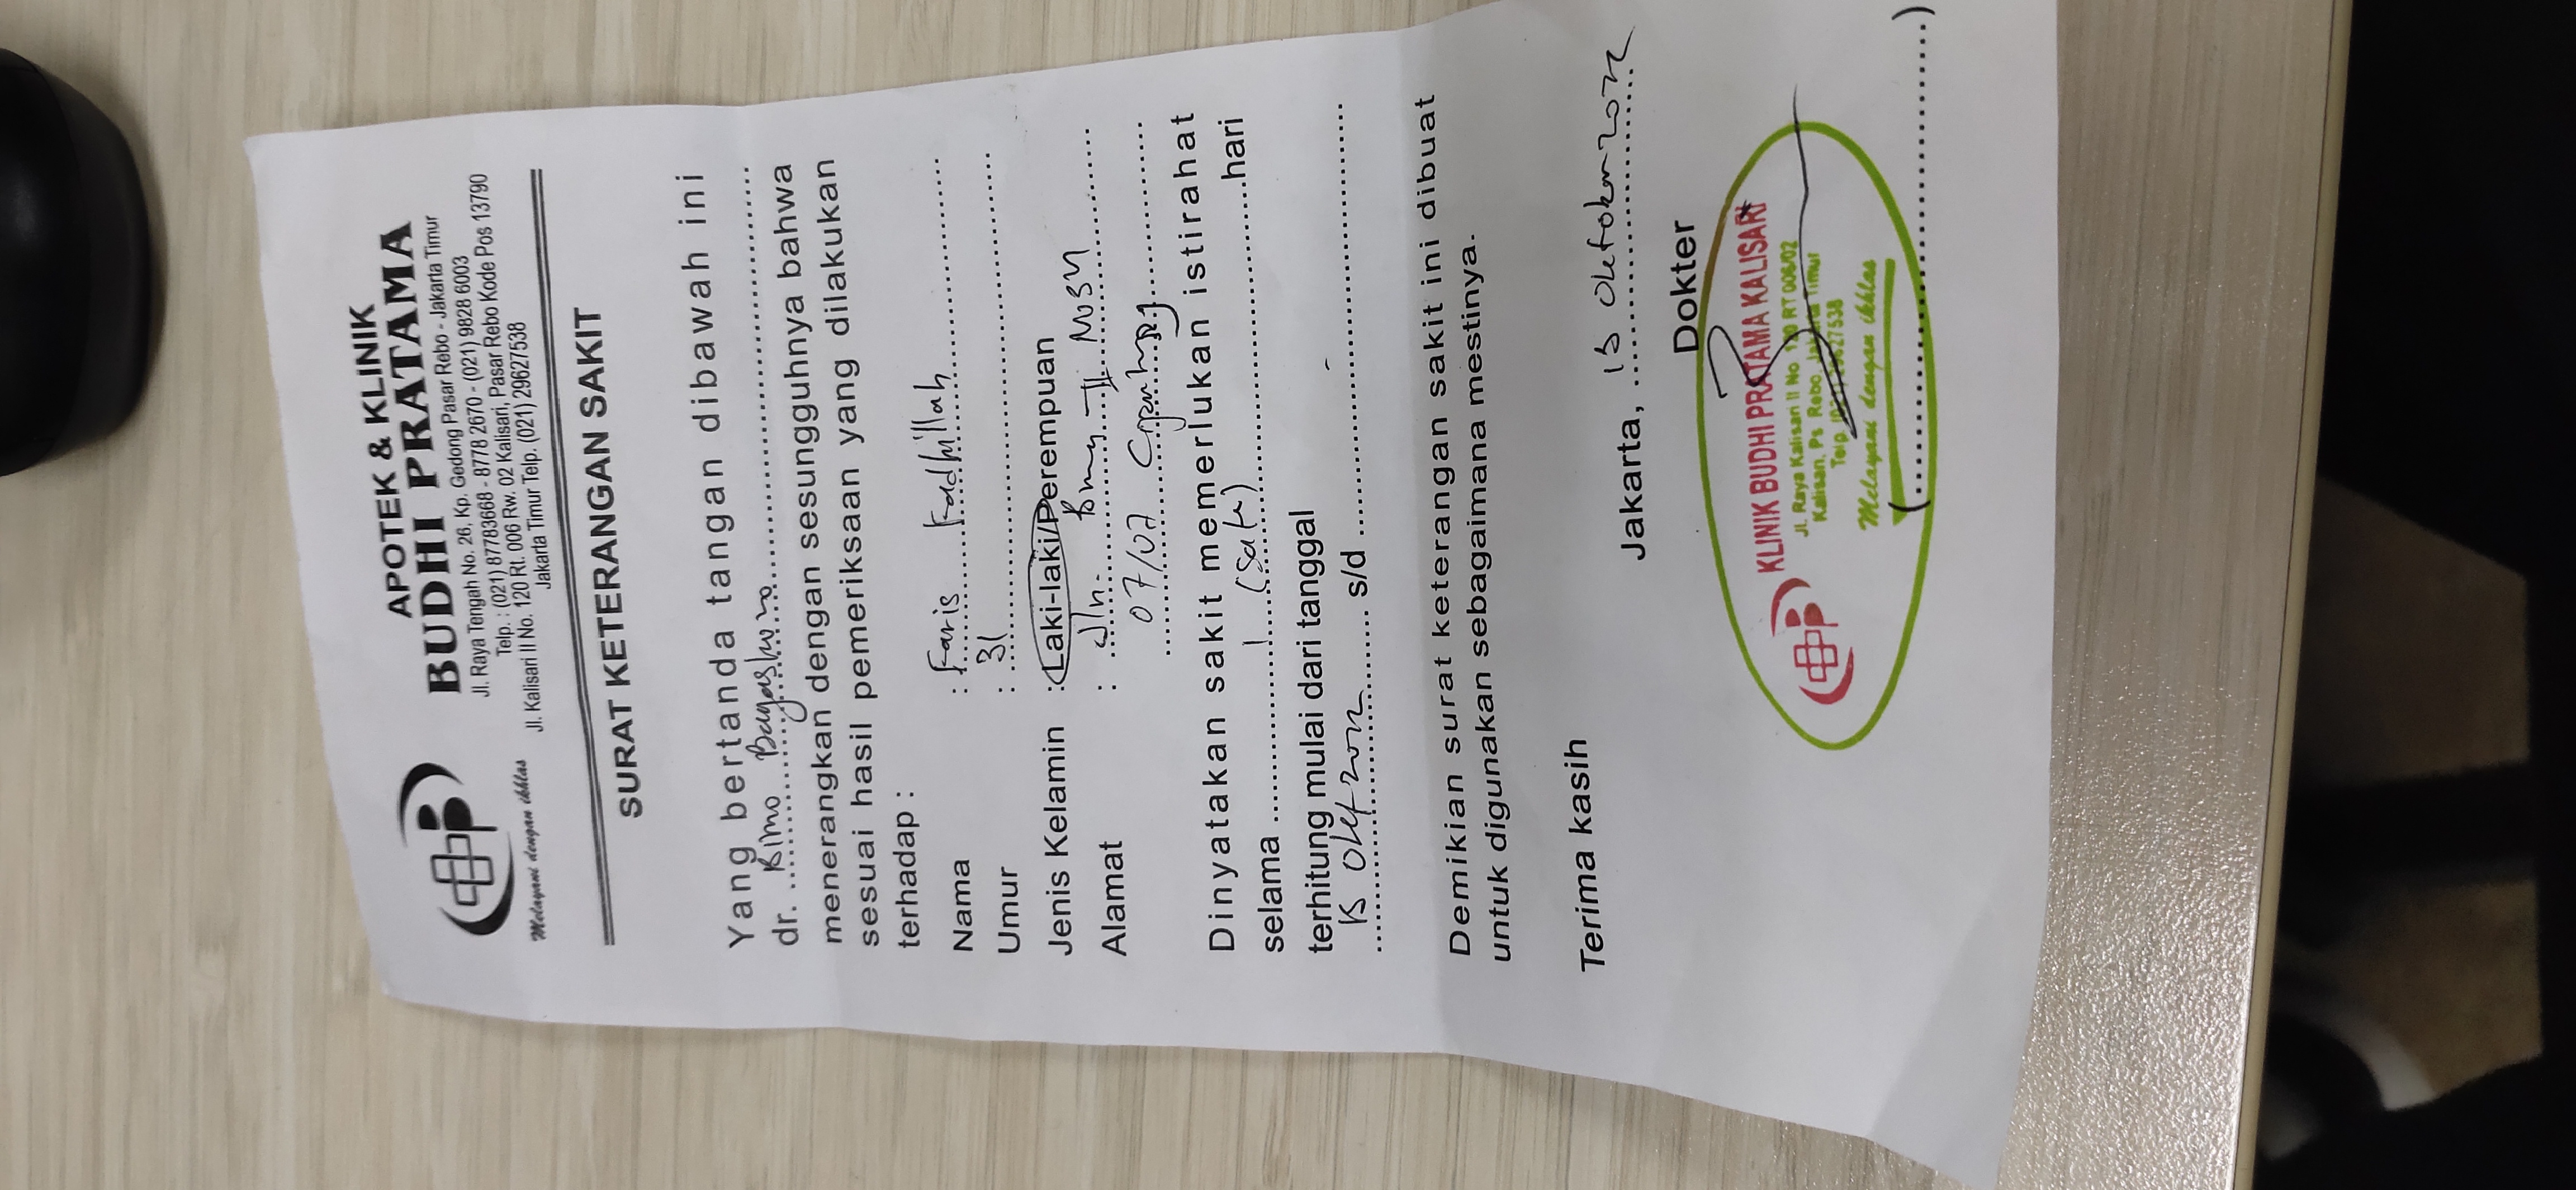 APOTEK & KLINIK
BUDHI PRATAMA
Jl. Raya Tengah No. 26, Kp. Gedong Pasar Rebo - Jakarta Timur
Telp. : (021) 87783668 - 8778 2670 - (021) 9828 6003
Jl. Kalisari II No. 120 Rt. 006 Rw. 02 Kalisari, Pasar Rebo Kode Pos 13790
Jakarta Timur Telp. (021) 29627538
Melayani dengan ikhlas
SURAT KETERANGAN SAKIT
Yang bertanda tangan dibawah ini
dr. Bimo Bagaskoro
menerangkan dengan sesungguhnya bahwa
sesuai hasil pemeriksaan yang dilakukan
terhadap :
Nama : Faris Fadhillah
Umur : 31
Jenis Kelamin : Laki-laki/Perempuan
Alamat : Jln. II
07/07
Dinyatakan sakit memerlukan istirahat
selama 1 (satu) hari
terhitung mulai dari tanggal
Okt 2022 s/d -
Demikian surat keterangan sakit ini dibuat
untuk digunakan sebagaimana mestinya.
Terima kasih
Jakarta, Oktober 2022
Dokter
KLINIK BUDHI PRATAMA KALISARI
Jl. Raya Kalisari II No. 120 RT 006/02
Kalisari, Ps Rebo, Jakarta Timur
Telp. (021) 29627538
Melayani dengan ikhlas
(..............................)